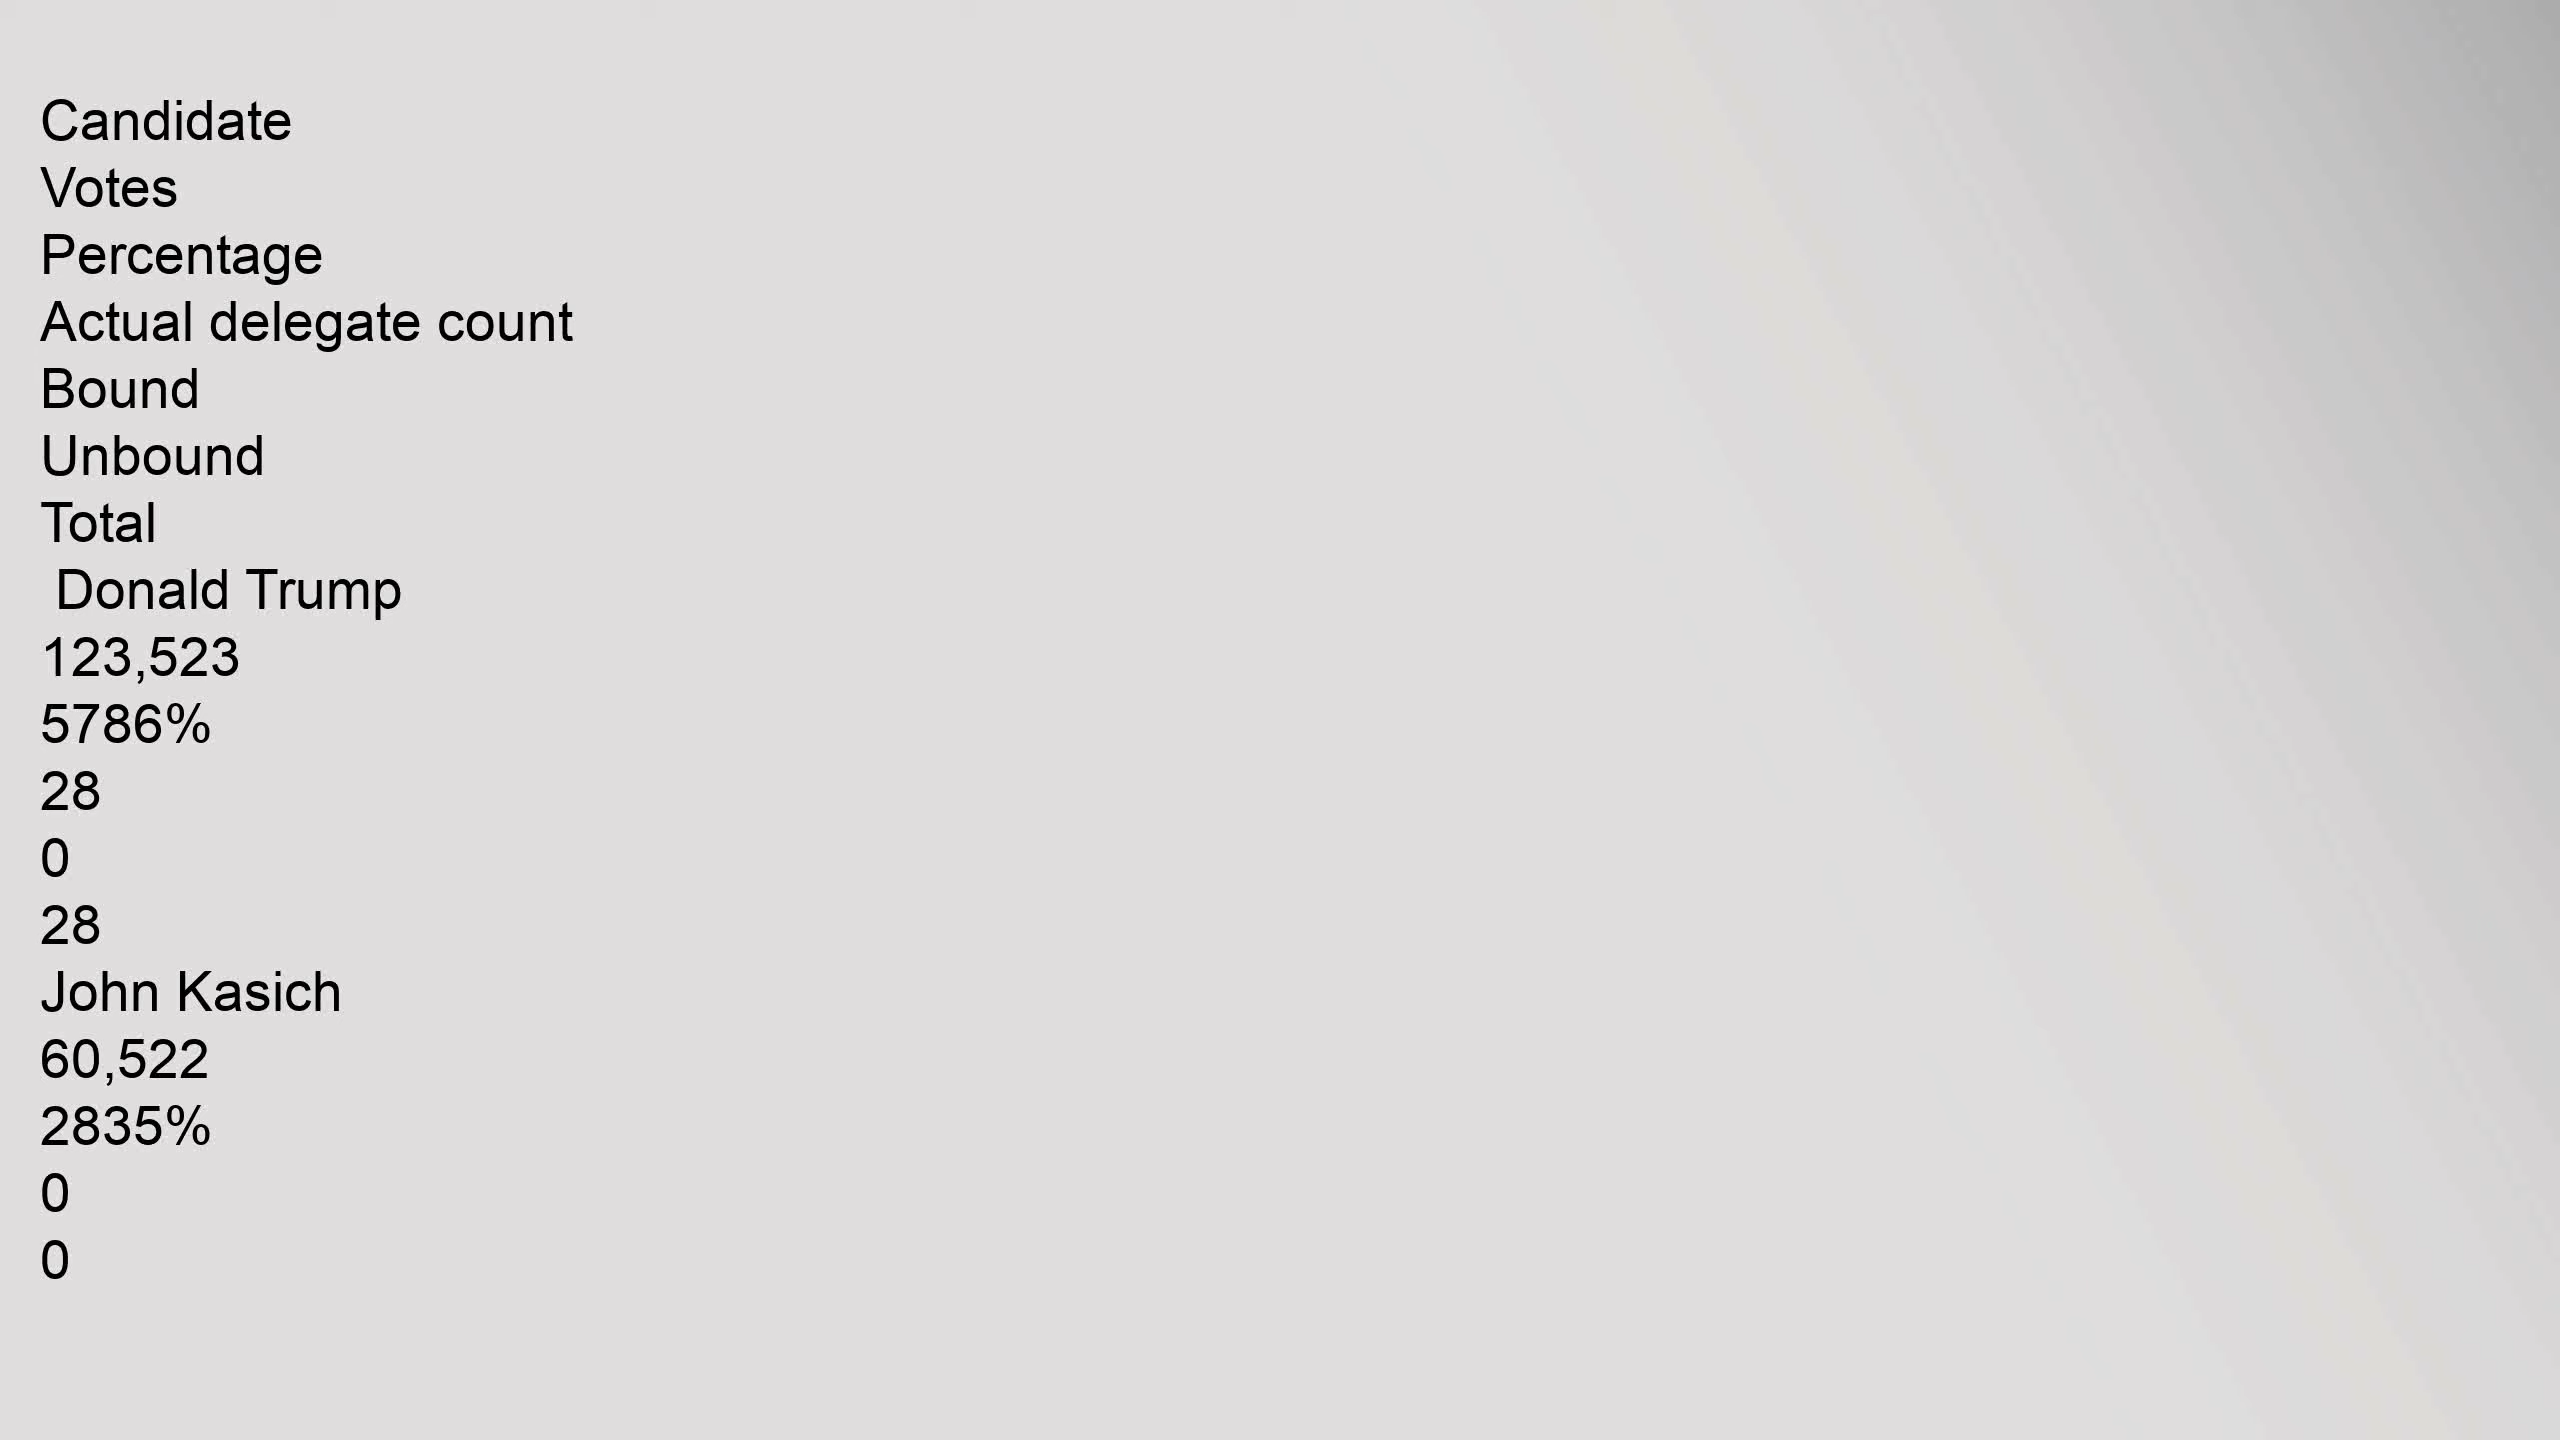 Candidate
Votes
Percentage
Actual delegate count
Bound
Unbound
Total
Donald Trump
123,523
5786%
28
0
28
John Kasich
60,522
2835%
0
0